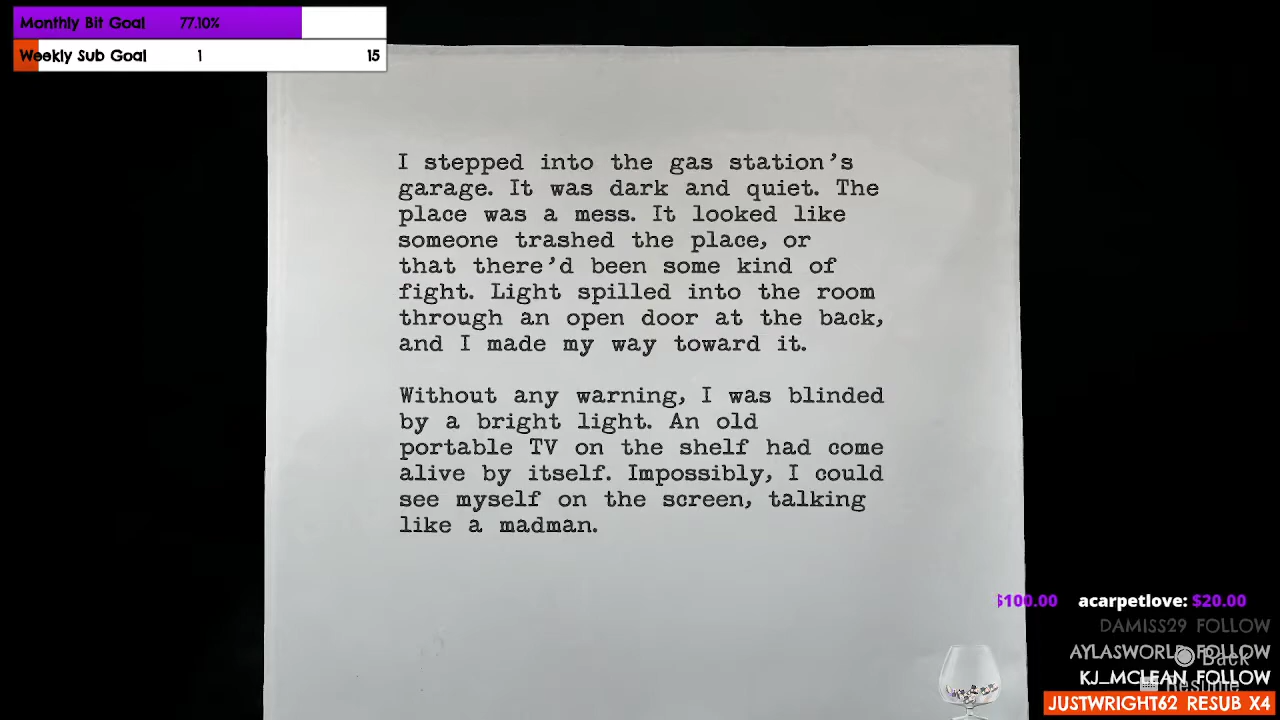 Monthly Bit Goal 77.10%
Weekly Sub Goal 1 15
I stepped into the gas station's
garage. It was dark and quiet. The
place was a mess. It looked like
someone trashed the place, or
that there'd been some kind of
fight. Light spilled into the room
through an open door at the back,
and I made my way toward it.
Without any warning, I was blinded
by a bright light. An old
portable TV on the shelf had come
alive by itself. Impossibly, I could
see myself on the screen, talking
like a madman.
$100.00 acarpetlove: $20.00
DAMISS29 FOLLOW
AYLASWORLD FOLLOW
Back
KJ_MCLEAN FOLLOW
Resume
JUSTWRIGHT62 RESUB X4